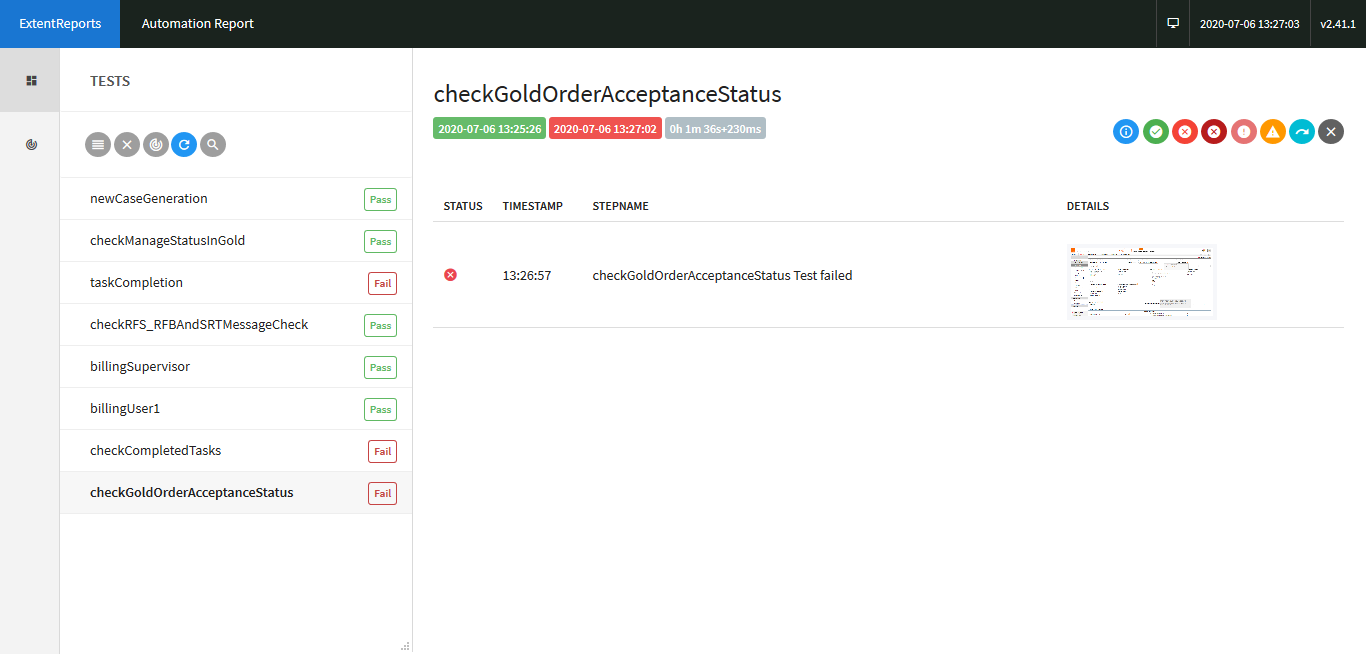 ExtentReports Automation Report 2020-07-06 13:27:03 v2.41.1
TESTS
newCaseGeneration Pass
checkManageStatusInGold Pass
taskCompletion Fail
checkRFS_RFBAndSRTMessageCheck Pass
billingSupervisor Pass
billingUser1 Pass
checkCompletedTasks Fail
checkGoldOrderAcceptanceStatus Fail
checkGoldOrderAcceptanceStatus
2020-07-06 13:25:26 2020-07-06 13:27:02 0h 1m 36s+230ms
STATUS TIMESTAMP STEPNAME DETAILS
13:26:57 checkGoldOrderAcceptanceStatus Test failed